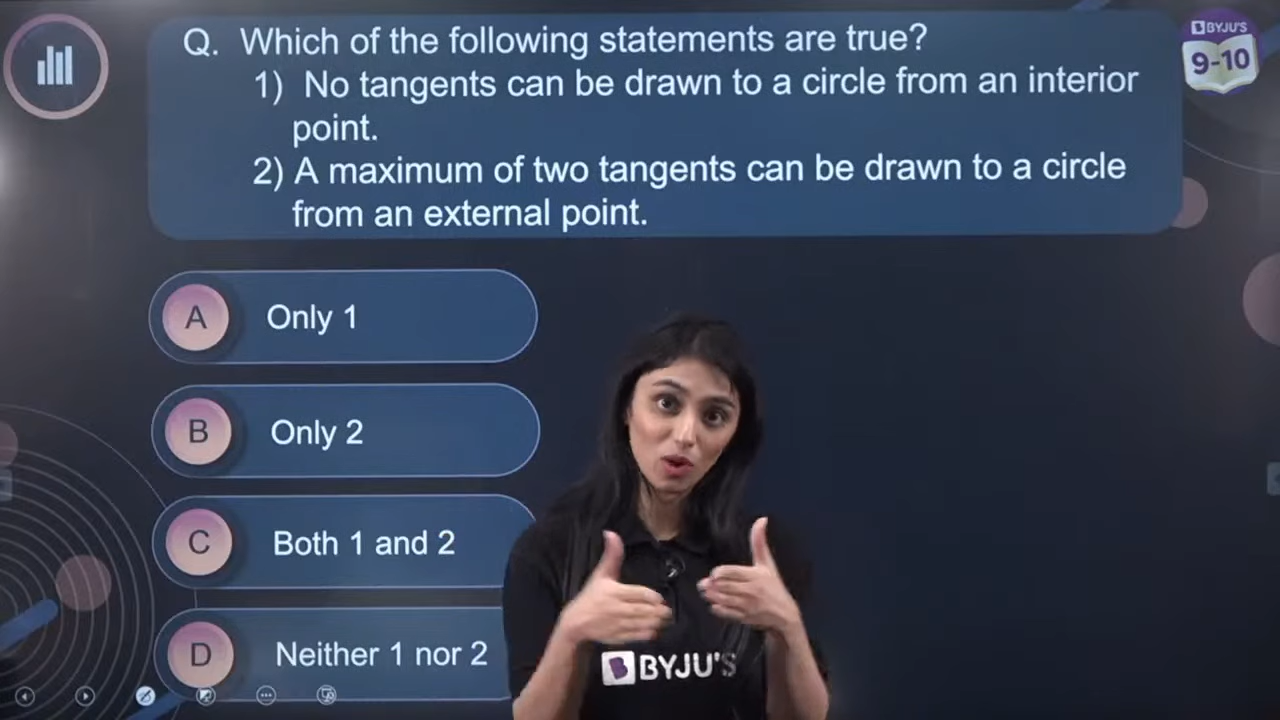 Q. Which of the following statements are true?
1) No tangents can be drawn to a circle from an interior
point.
2) A maximum of two tangents can be drawn to a circle
from an external point.
BYJU'S
9-10
A Only 1
B Only 2
C Both 1 and 2
D Neither 1 nor 2
BYJU'S